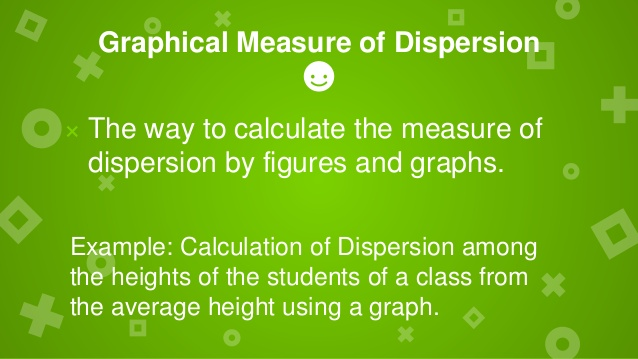 Graphical Measure of Dispersion
The way to calculate the measure of
dispersion by figures and graphs.
Example: Calculation of Dispersion among
the heights of the students of a class from
the average height using a graph.